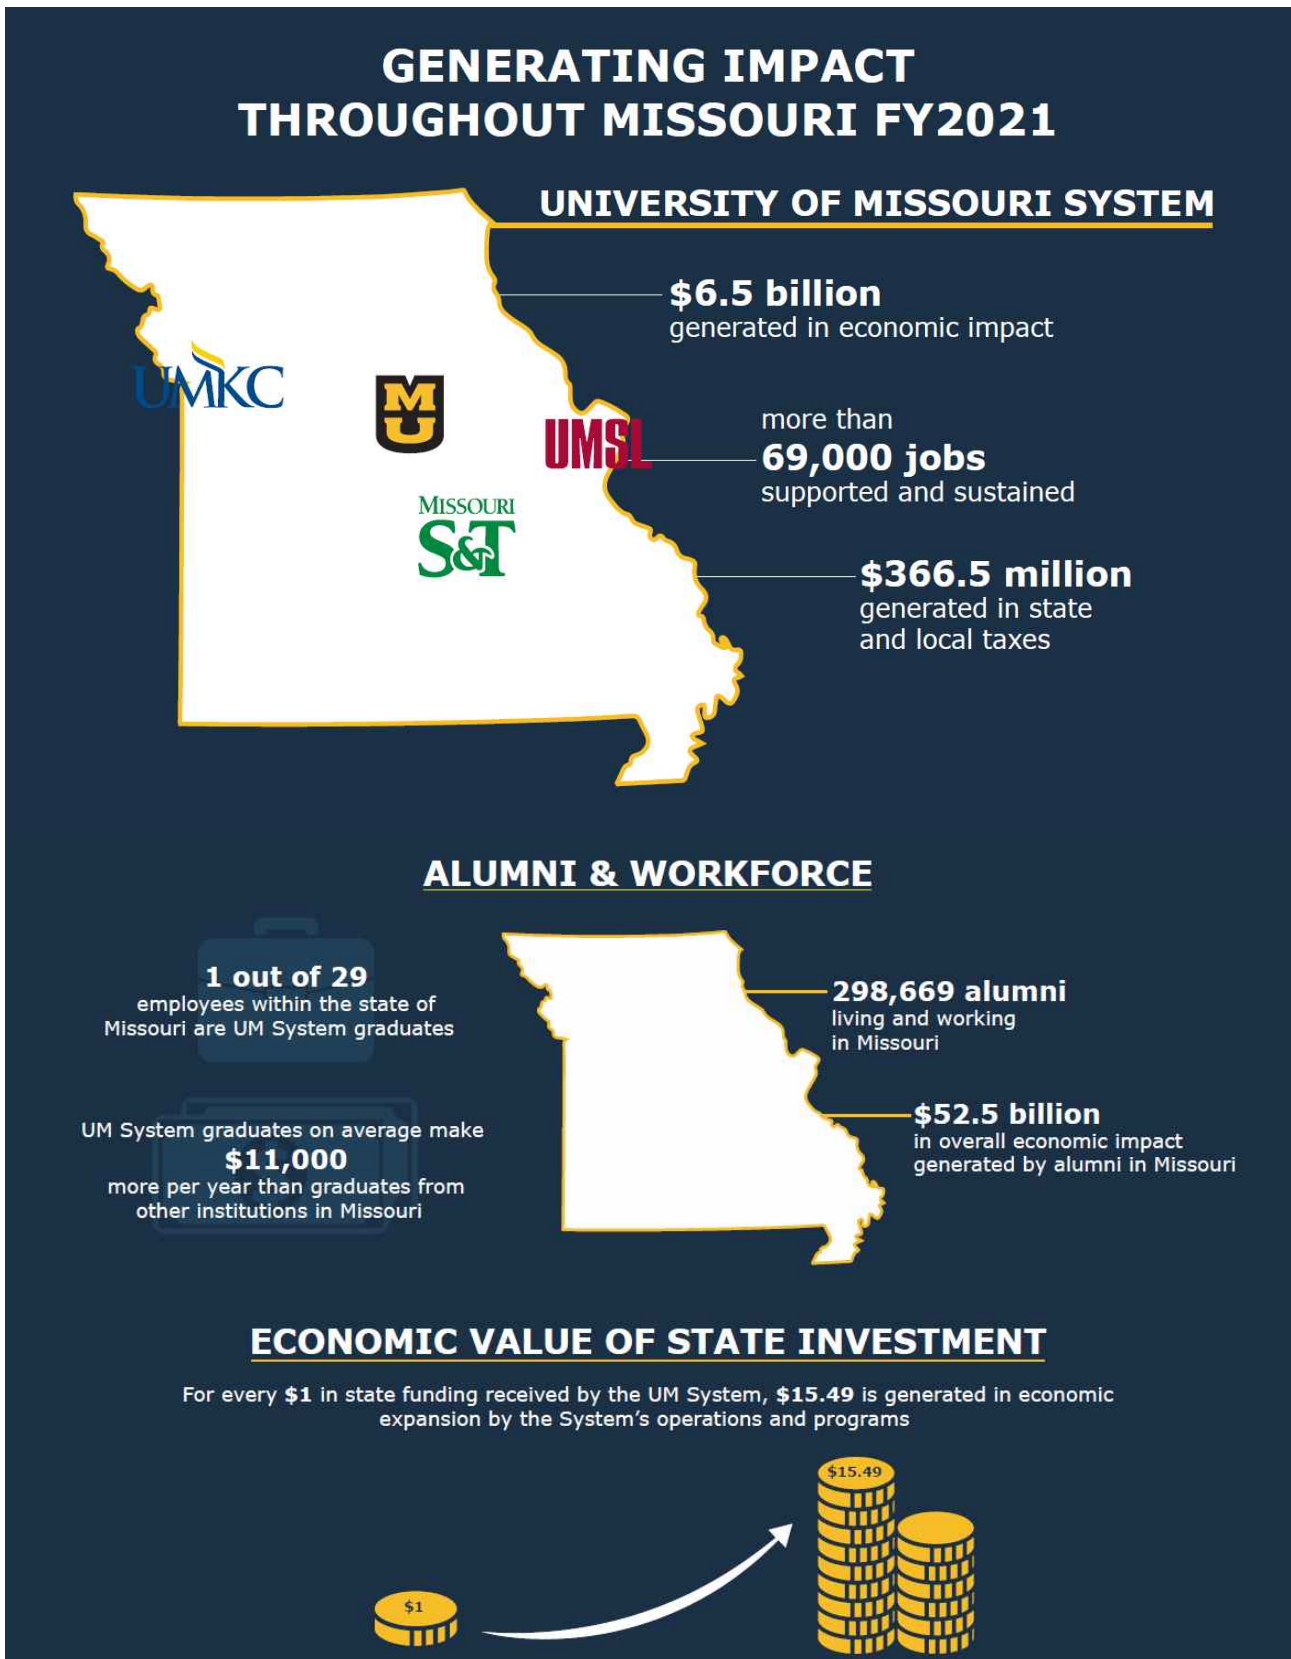 GENERATING IMPACT
THROUGHOUT MISSOURI FY2021
UNIVERSITY OF MISSOURI SYSTEM
$6.5 billion
generated in economic impact
UMKC
MU
UMSL
more than
69,000 jobs
supported and sustained
MISSOURI
S&T
$366.5 million
generated in state
and local taxes
ALUMNI & WORKFORCE
1 out of 29
employees within the state of
Missouri are UM System graduates
298,669 alumni
living and working
in Missouri
UM System graduates on average make
$11,000
more per year than graduates from
other institutions in Missouri
$52.5 billion
in overall economic impact
generated by alumni in Missouri
ECONOMIC VALUE OF STATE INVESTMENT
For every $1 in state funding received by the UM System, $15.49 is generated in economic
expansion by the System's operations and programs
$15.49
$1